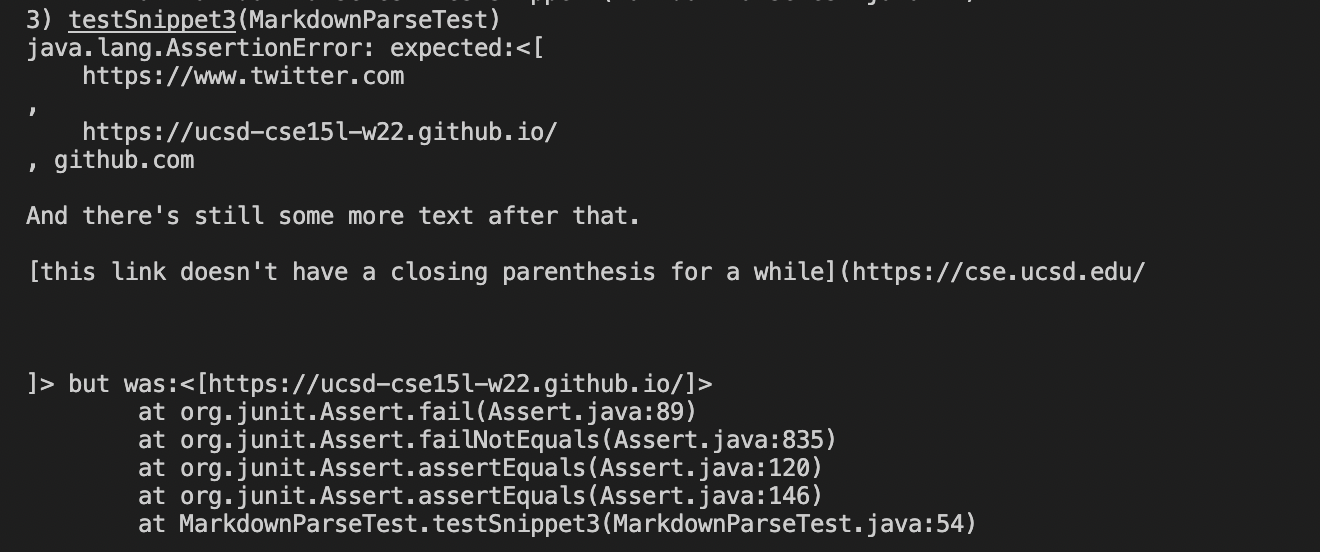 3) testSnippet3(MarkdownParseTest)
java.lang.AssertionError: expected:<[
    https://www.twitter.com
,
    https://ucsd-cse15l-w22.github.io/
, github.com

And there's still some more text after that.

[this link doesn't have a closing parenthesis for a while](https://cse.ucsd.edu/



]> but was:<[https://ucsd-cse15l-w22.github.io/]>
        at org.junit.Assert.fail(Assert.java:89)
        at org.junit.Assert.failNotEquals(Assert.java:835)
        at org.junit.Assert.assertEquals(Assert.java:120)
        at org.junit.Assert.assertEquals(Assert.java:146)
        at MarkdownParseTest.testSnippet3(MarkdownParseTest.java:54)